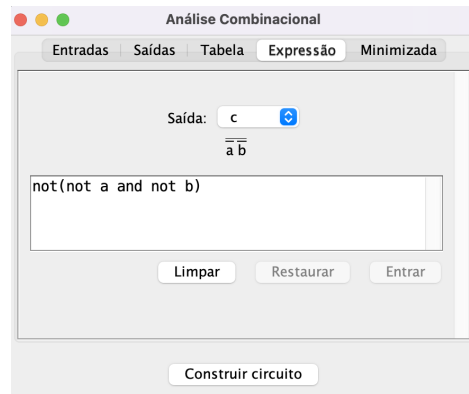 Análise Combinacional
Entradas Saídas Tabela Expressão Minimizada
Saída: c
a b
not(not a and not b)
Limpar Restaurar Entrar
Construir circuito